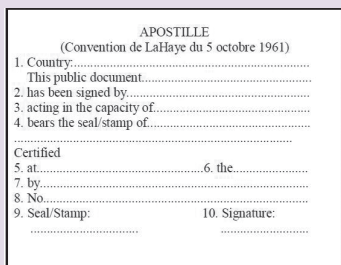 APOSTILLE
(Convention de LaHaye du 5 octobre 1961)
1. Country:..........................................................................
This public document......................................................
2. has been signed by.........................................................
3. acting in the capacity of.................................................
4. bears the seal/stamp of...................................................
.......................................................................................
Certified
5. at....................................................6. the........................
7. by....................................................................................
8. No...................................................................................
9. Seal/Stamp: 10. Signature:
.................................. ............................